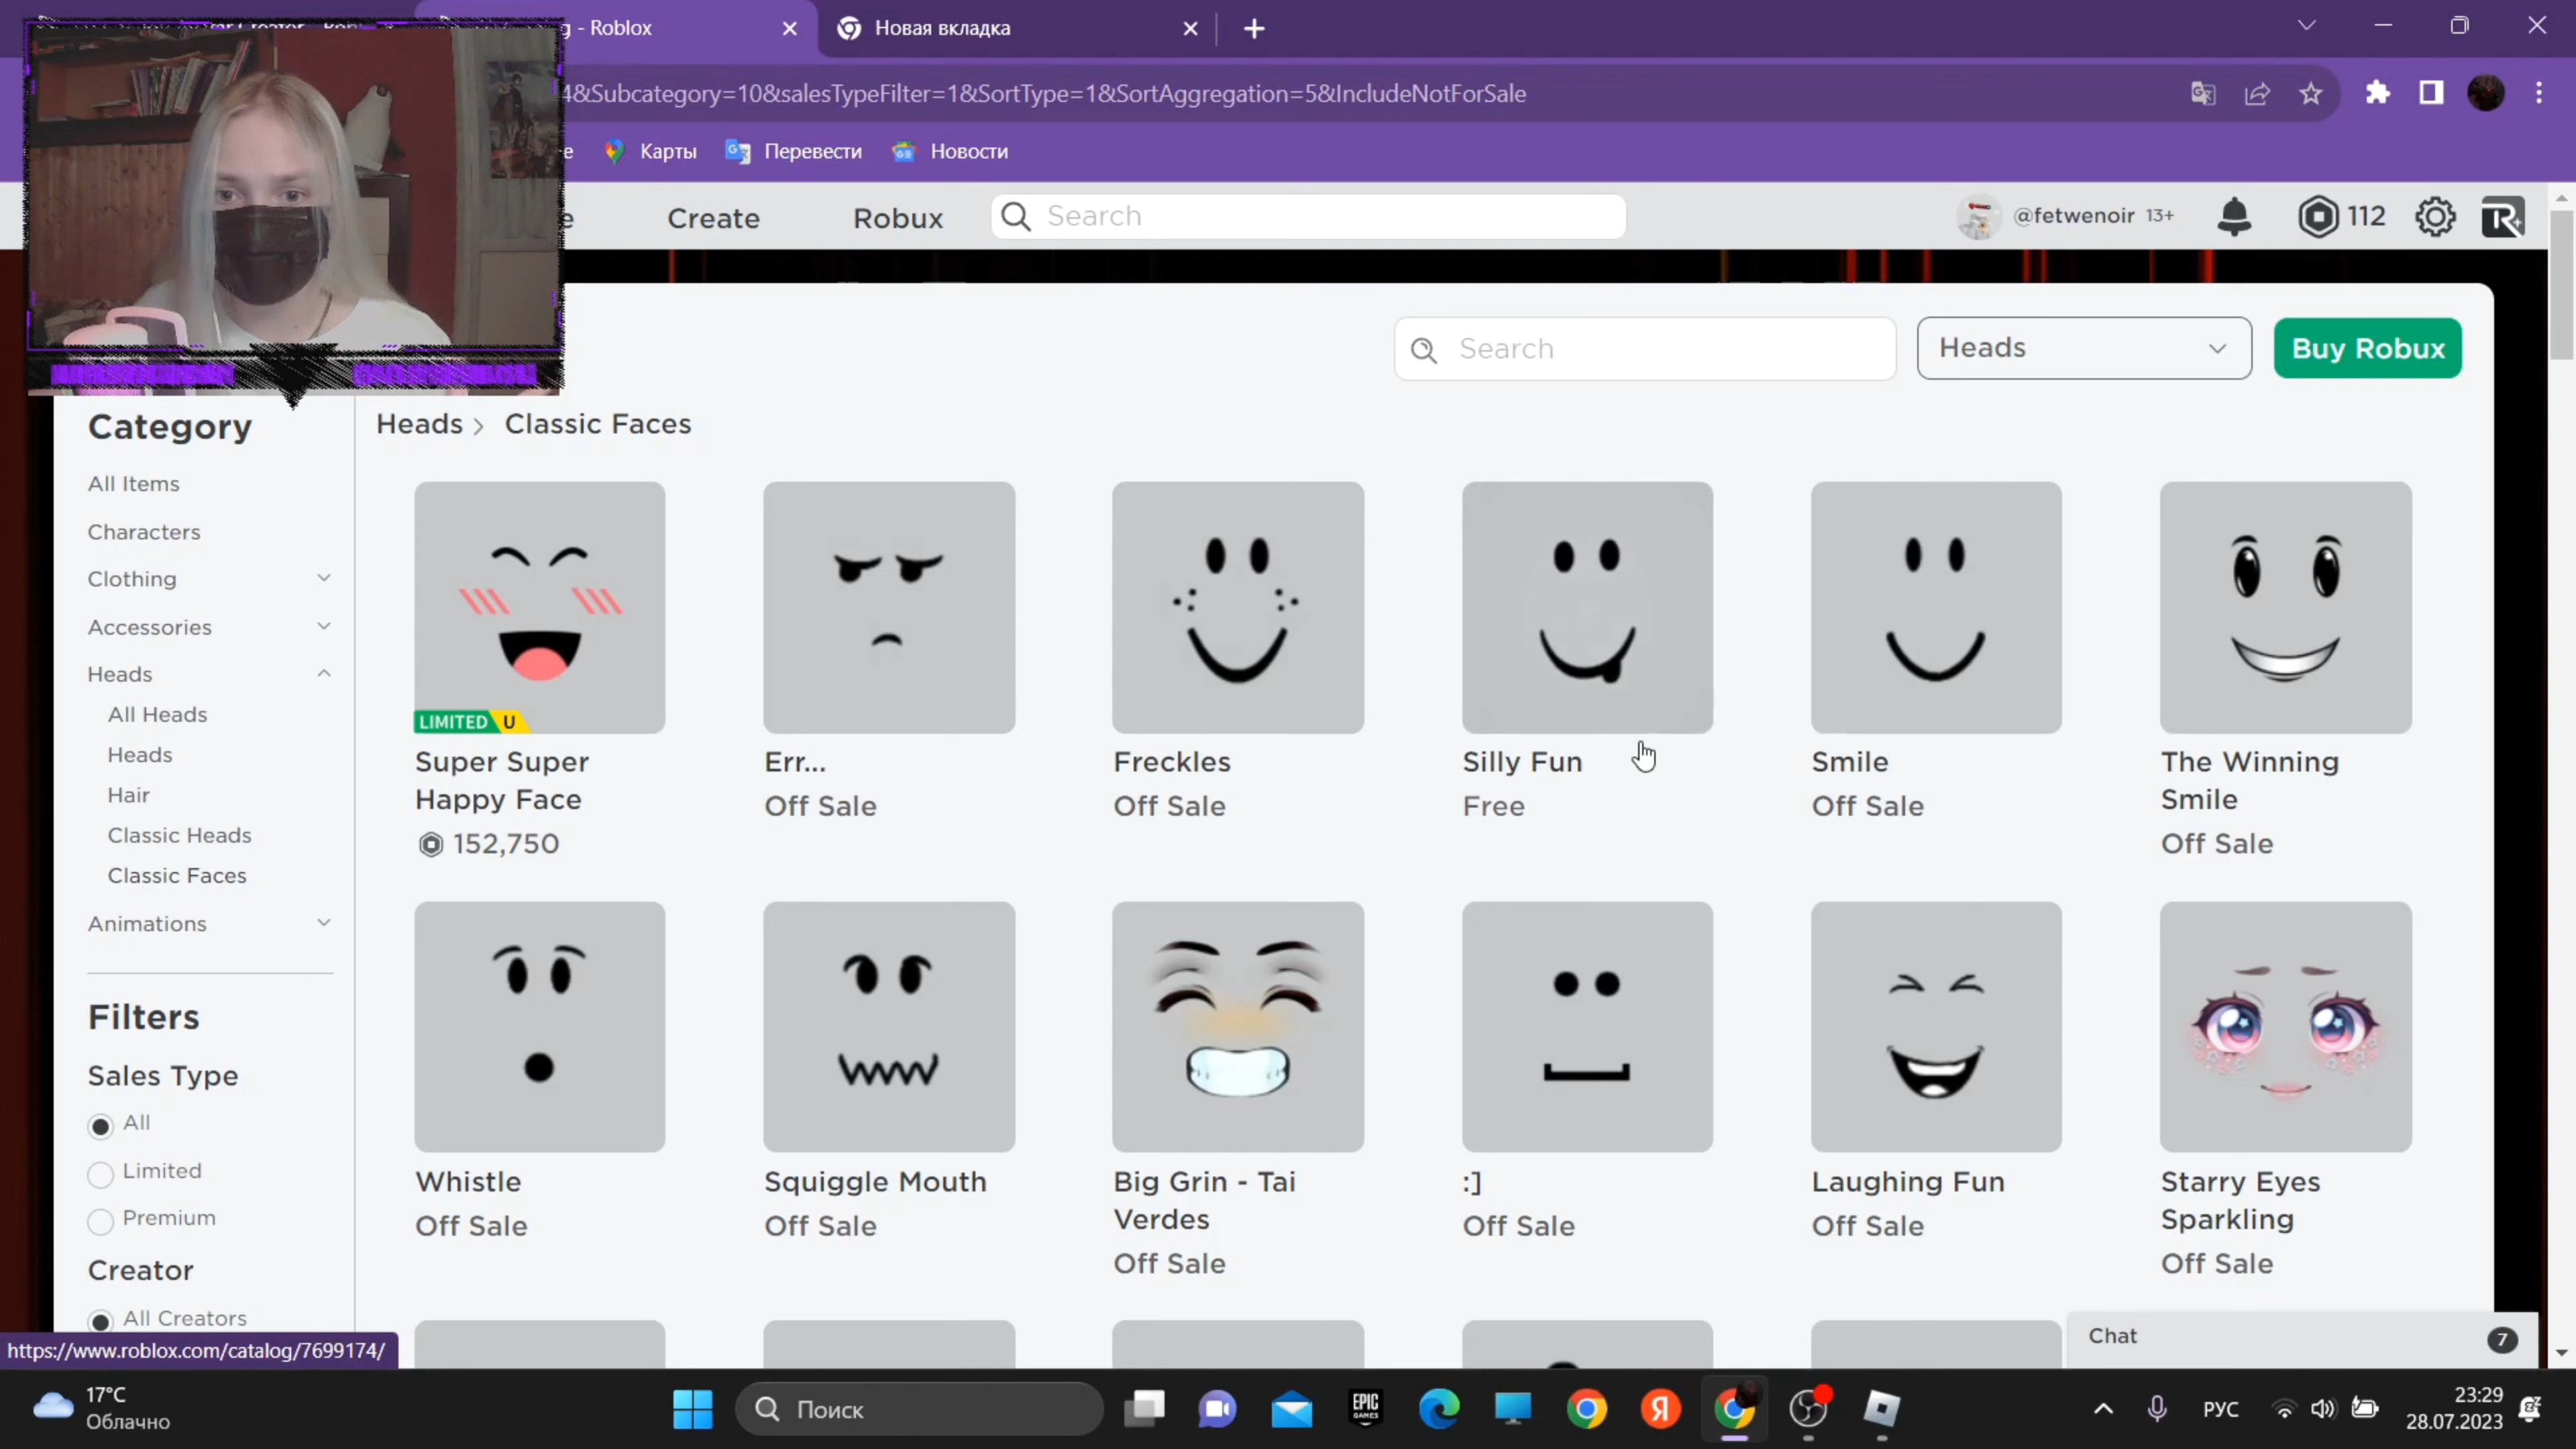 g - Roblox
Новая вкладка
4&Subcategory=10&salesTypeFilter=1&SortType=1&SortAggregation=5&IncludeNotForSale
е
Карты
Перевести
Новости
e
Create
Robux
Search
@fetwenoir 13+
112
Search
Heads
Buy Robux
Category
Heads > Classic Faces
All Items
Characters
Clothing
Accessories
Heads
All Heads
Heads
Hair
Classic Heads
Classic Faces
Animations
Filters
Sales Type
All
Limited
Premium
Creator
All Creators
LIMITED U
Super Super
Happy Face
152,750
Err...
Off Sale
Freckles
Off Sale
Silly Fun
Free
Smile
Off Sale
The Winning
Smile
Off Sale
Whistle
Off Sale
Squiggle Mouth
Off Sale
Big Grin - Tai
Verdes
Off Sale
:]
Off Sale
Laughing Fun
Off Sale
Starry Eyes
Sparkling
Off Sale
Chat
7
https://www.roblox.com/catalog/7699174/
17°C
Облачно
Поиск
EPIC
GAMES
Я
РУС
23:29
28.07.2023